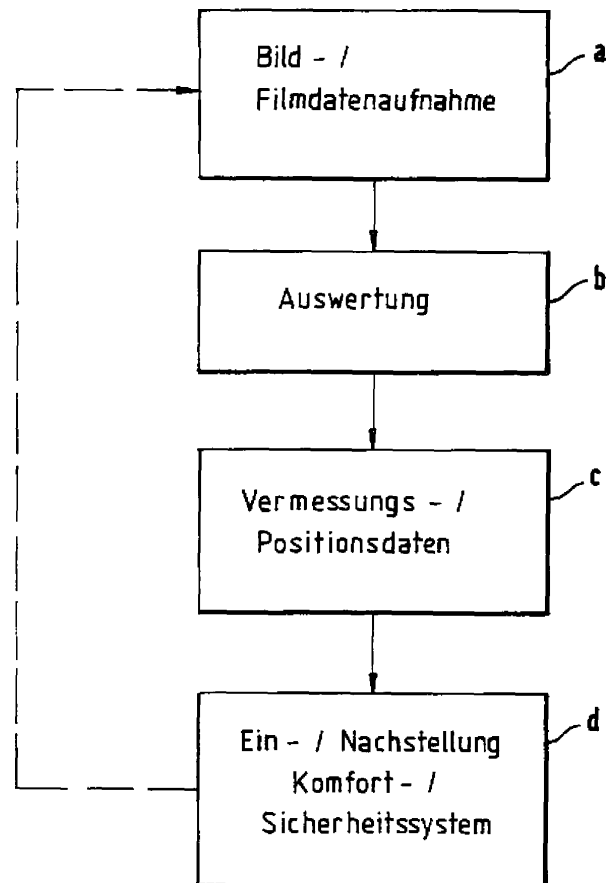 Bild - /
Filmdatenaufnahme
a
Auswertung
b
Vermessungs - /
Positionsdaten
c
Ein - / Nachstellung
Komfort - /
Sicherheitssystem
d